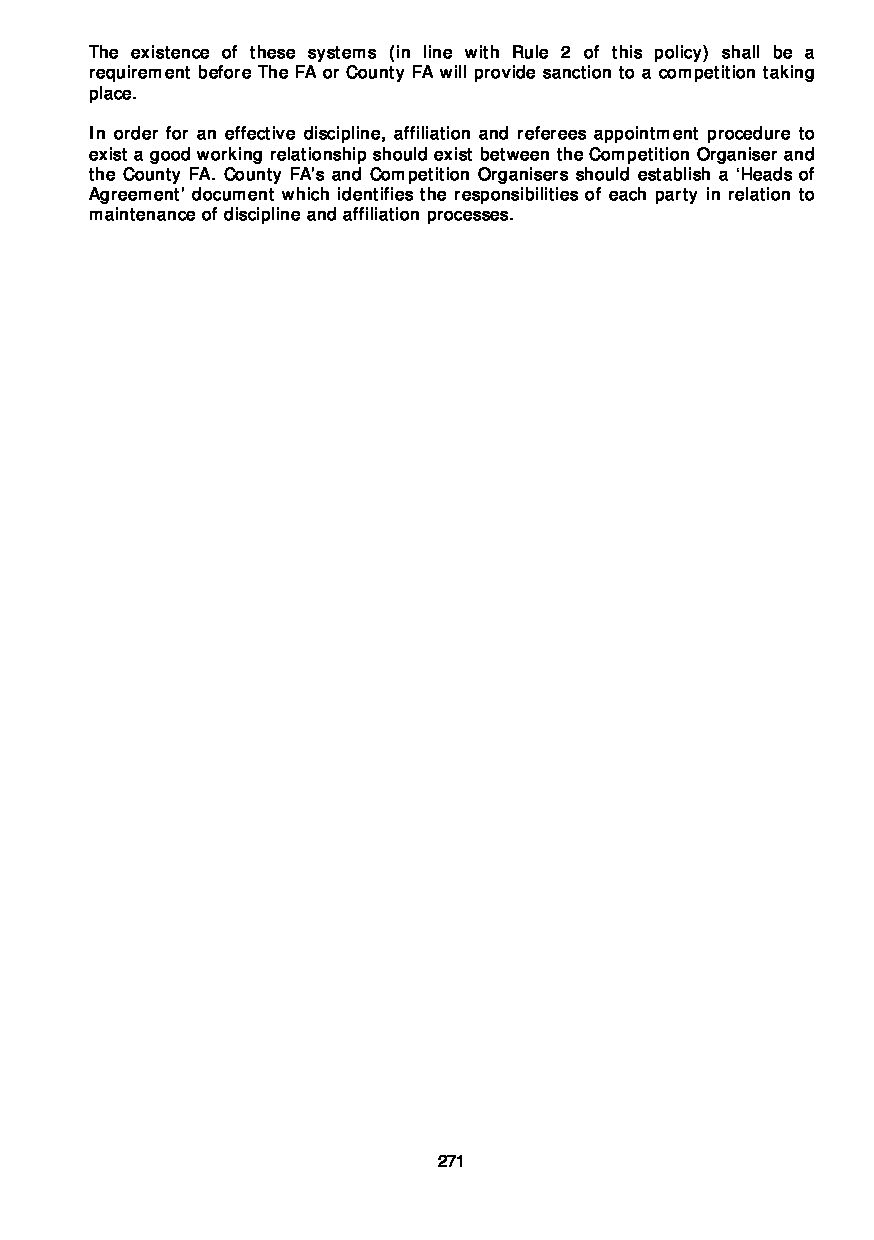 The existence of these systems (in line with Rule 2 of this policy) shall be a
requirement before The FA or County FA will provide sanction to a competition taking
place.
In order for an effective discipline, affiliation and referees appointment procedure to
exist a good working relationship should exist between the Competition Organiser and
the County FA. County FA's and Competition Organisers should establish a ‘Heads of
Agreement’ document which identifies the responsibilities of each party in relation to
maintenance of discipline and affiliation processes.
271